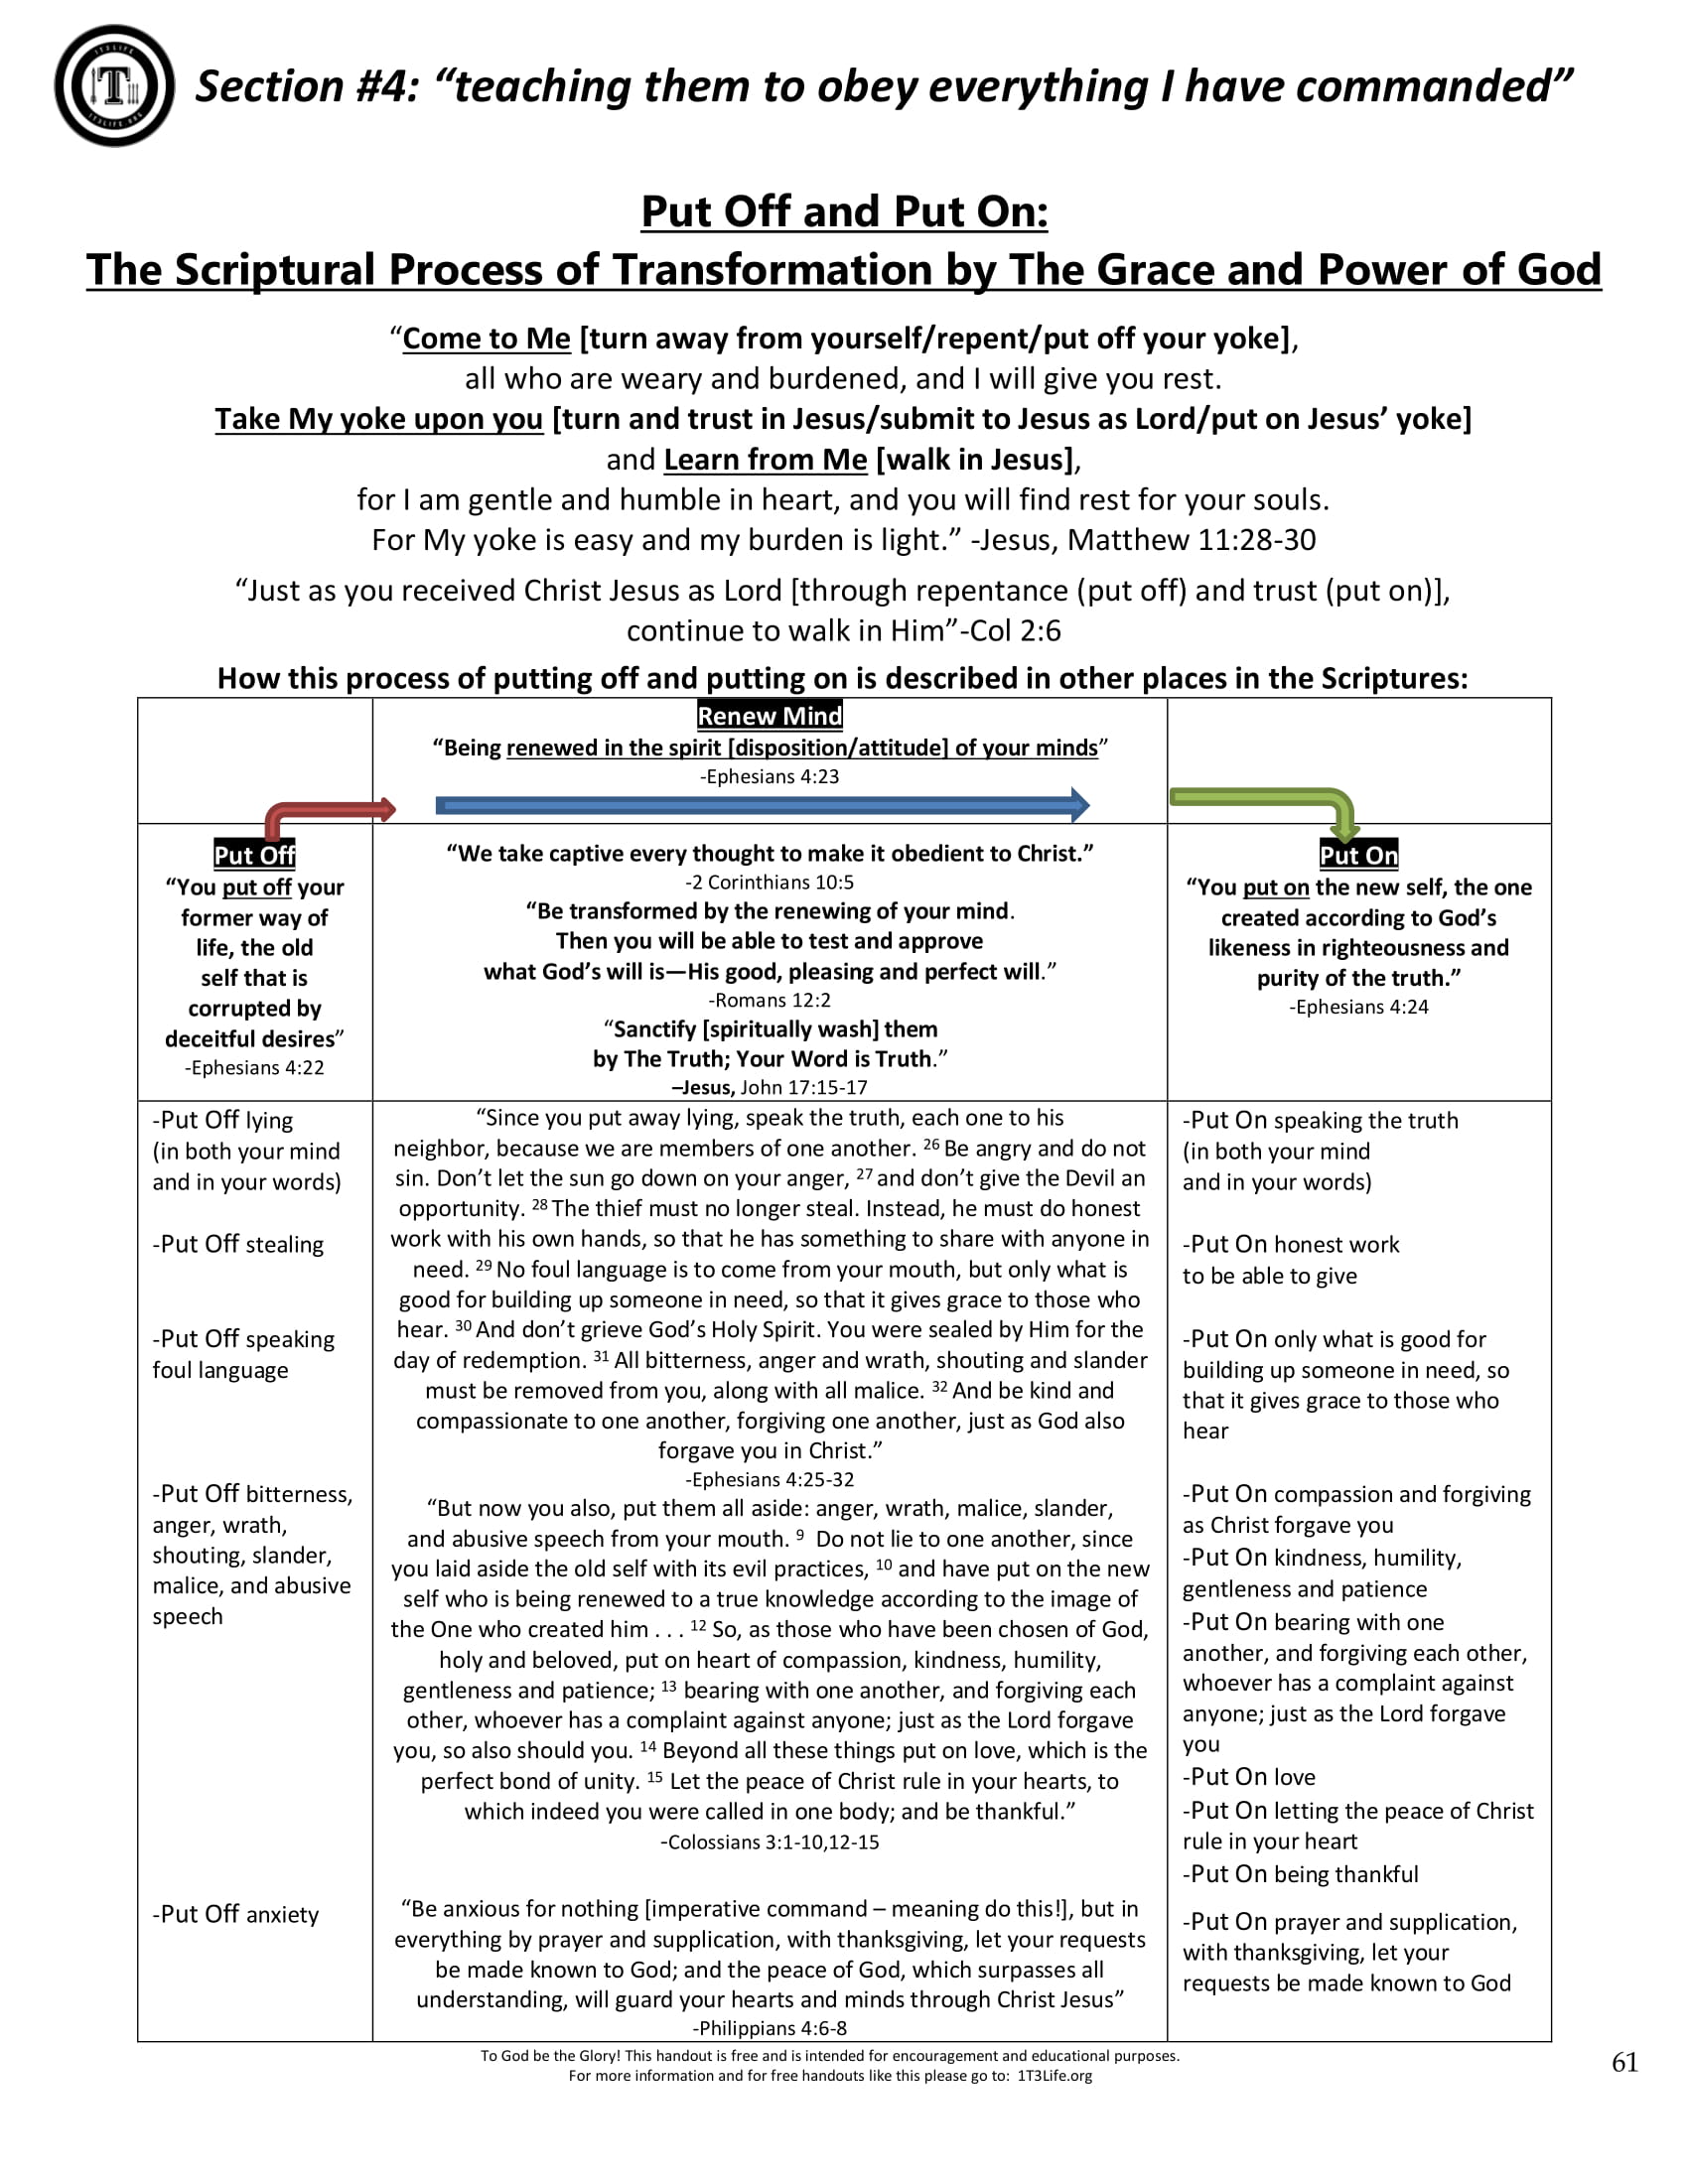 1T3LIFE
T
1T3LIFE.ORG
Section #4: “teaching them to obey everything I have commanded”
Put Off and Put On:
The Scriptural Process of Transformation by The Grace and Power of God
“Come to Me [turn away from yourself/repent/put off your yoke],
all who are weary and burdened, and I will give you rest.
Take My yoke upon you [turn and trust in Jesus/submit to Jesus as Lord/put on Jesus’ yoke]
and Learn from Me [walk in Jesus],
for I am gentle and humble in heart, and you will find rest for your souls.
For My yoke is easy and my burden is light.” -Jesus, Matthew 11:28-30
“Just as you received Christ Jesus as Lord [through repentance (put off) and trust (put on)],
continue to walk in Him”-Col 2:6
How this process of putting off and putting on is described in other places in the Scriptures:
Renew Mind
“Being renewed in the spirit [disposition/attitude] of your minds”
-Ephesians 4:23
Put Off
“You put off your
former way of
life, the old
self that is
corrupted by
deceitful desires”
-Ephesians 4:22
“We take captive every thought to make it obedient to Christ.”
-2 Corinthians 10:5
“Be transformed by the renewing of your mind.
Then you will be able to test and approve
what God’s will is—His good, pleasing and perfect will.”
-Romans 12:2
“Sanctify [spiritually wash] them
by The Truth; Your Word is Truth.”
–Jesus, John 17:15-17
Put On
“You put on the new self, the one
created according to God’s
likeness in righteousness and
purity of the truth.”
-Ephesians 4:24
-Put Off lying
(in both your mind
and in your words)
-Put Off stealing
-Put Off speaking
foul language
-Put Off bitterness,
anger, wrath,
shouting, slander,
malice, and abusive
speech
-Put Off anxiety
“Since you put away lying, speak the truth, each one to his
neighbor, because we are members of one another. 26 Be angry and do not
sin. Don’t let the sun go down on your anger, 27 and don’t give the Devil an
opportunity. 28 The thief must no longer steal. Instead, he must do honest
work with his own hands, so that he has something to share with anyone in
need. 29 No foul language is to come from your mouth, but only what is
good for building up someone in need, so that it gives grace to those who
hear. 30 And don’t grieve God’s Holy Spirit. You were sealed by Him for the
day of redemption. 31 All bitterness, anger and wrath, shouting and slander
must be removed from you, along with all malice. 32 And be kind and
compassionate to one another, forgiving one another, just as God also
forgave you in Christ.”
-Ephesians 4:25-32
“But now you also, put them all aside: anger, wrath, malice, slander,
and abusive speech from your mouth. 9 Do not lie to one another, since
you laid aside the old self with its evil practices, 10 and have put on the new
self who is being renewed to a true knowledge according to the image of
the One who created him . . . 12 So, as those who have been chosen of God,
holy and beloved, put on heart of compassion, kindness, humility,
gentleness and patience; 13 bearing with one another, and forgiving each
other, whoever has a complaint against anyone; just as the Lord forgave
you, so also should you. 14 Beyond all these things put on love, which is the
perfect bond of unity. 15 Let the peace of Christ rule in your hearts, to
which indeed you were called in one body; and be thankful.”
-Colossians 3:1-10,12-15
“Be anxious for nothing [imperative command – meaning do this!], but in
everything by prayer and supplication, with thanksgiving, let your requests
be made known to God; and the peace of God, which surpasses all
understanding, will guard your hearts and minds through Christ Jesus”
-Philippians 4:6-8
-Put On speaking the truth
(in both your mind
and in your words)
-Put On honest work
to be able to give
-Put On only what is good for
building up someone in need, so
that it gives grace to those who
hear
-Put On compassion and forgiving
as Christ forgave you
-Put On kindness, humility,
gentleness and patience
-Put On bearing with one
another, and forgiving each other,
whoever has a complaint against
anyone; just as the Lord forgave
you
-Put On love
-Put On letting the peace of Christ
rule in your heart
-Put On being thankful
-Put On prayer and supplication,
with thanksgiving, let your
requests be made known to God
To God be the Glory! This handout is free and is intended for encouragement and educational purposes.
For more information and for free handouts like this please go to: 1T3Life.org
61